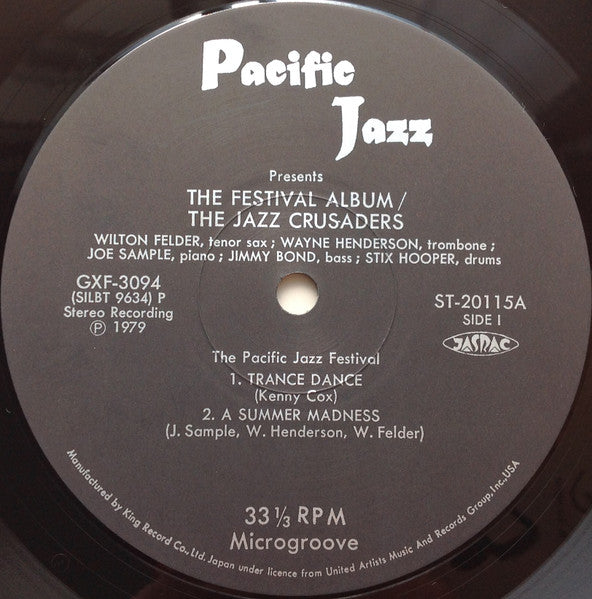 Pacific
Jazz
Presents
THE FESTIVAL ALBUM /
THE JAZZ CRUSADERS
WILTON FELDER, tenor sax ; WAYNE HENDERSON, trombone ;
JOE SAMPLE, piano ; JIMMY BOND, bass ; STIX HOOPER, drums
GXF-3094
(SILBT 9634) P
Stereo Recording
Ⓟ 1979
ST-20115A
SIDE I
JASRAC
The Pacific Jazz Festival
1. TRANCE DANCE
(Kenny Cox)
2. A SUMMER MADNESS
(J. Sample, W. Henderson, W. Felder)
33 1/3 RPM
Microgroove
Manufactured by King Record Co., Ltd. Japan under licence from United Artists Music And Records Group, Inc., USA